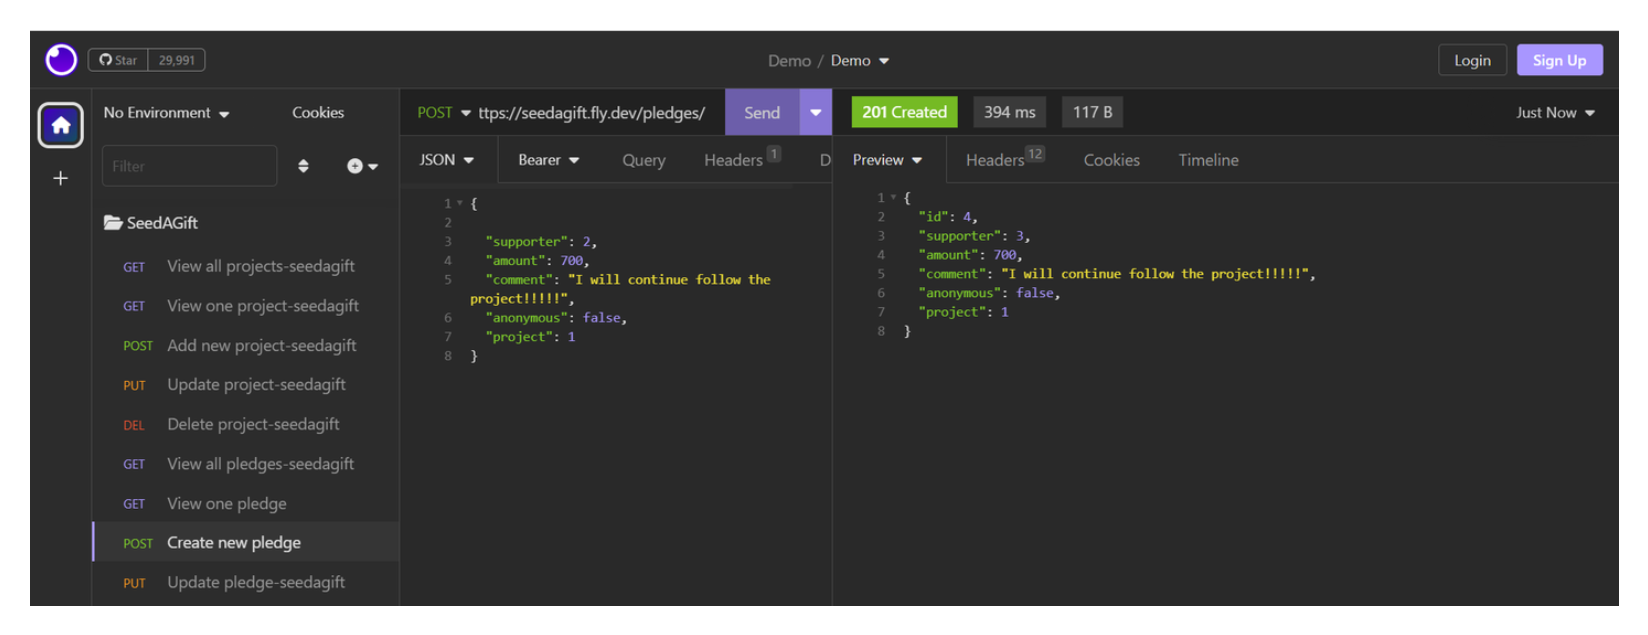 Star 29,991 Demo / Demo Login Sign Up
No Environment Cookies POST ttps://seedagift.fly.dev/pledges/ Send 201 Created 394 ms 117 B Just Now
Filter JSON Bearer Query Headers 1 D Preview Headers 12 Cookies Timeline
SeedAGift
GET View all projects-seedagift
GET View one project-seedagift
POST Add new project-seedagift
PUT Update project-seedagift
DEL Delete project-seedagift
GET View all pledges-seedagift
GET View one pledge
POST Create new pledge
PUT Update pledge-seedagift
1 {
2
3 "supporter": 2,
4 "amount": 700,
5 "comment": "I will continue follow the
project!!!!!",
6 "anonymous": false,
7 "project": 1
8 }
1 {
2 "id": 4,
3 "supporter": 3,
4 "amount": 700,
5 "comment": "I will continue follow the project!!!!!",
6 "anonymous": false,
7 "project": 1
8 }